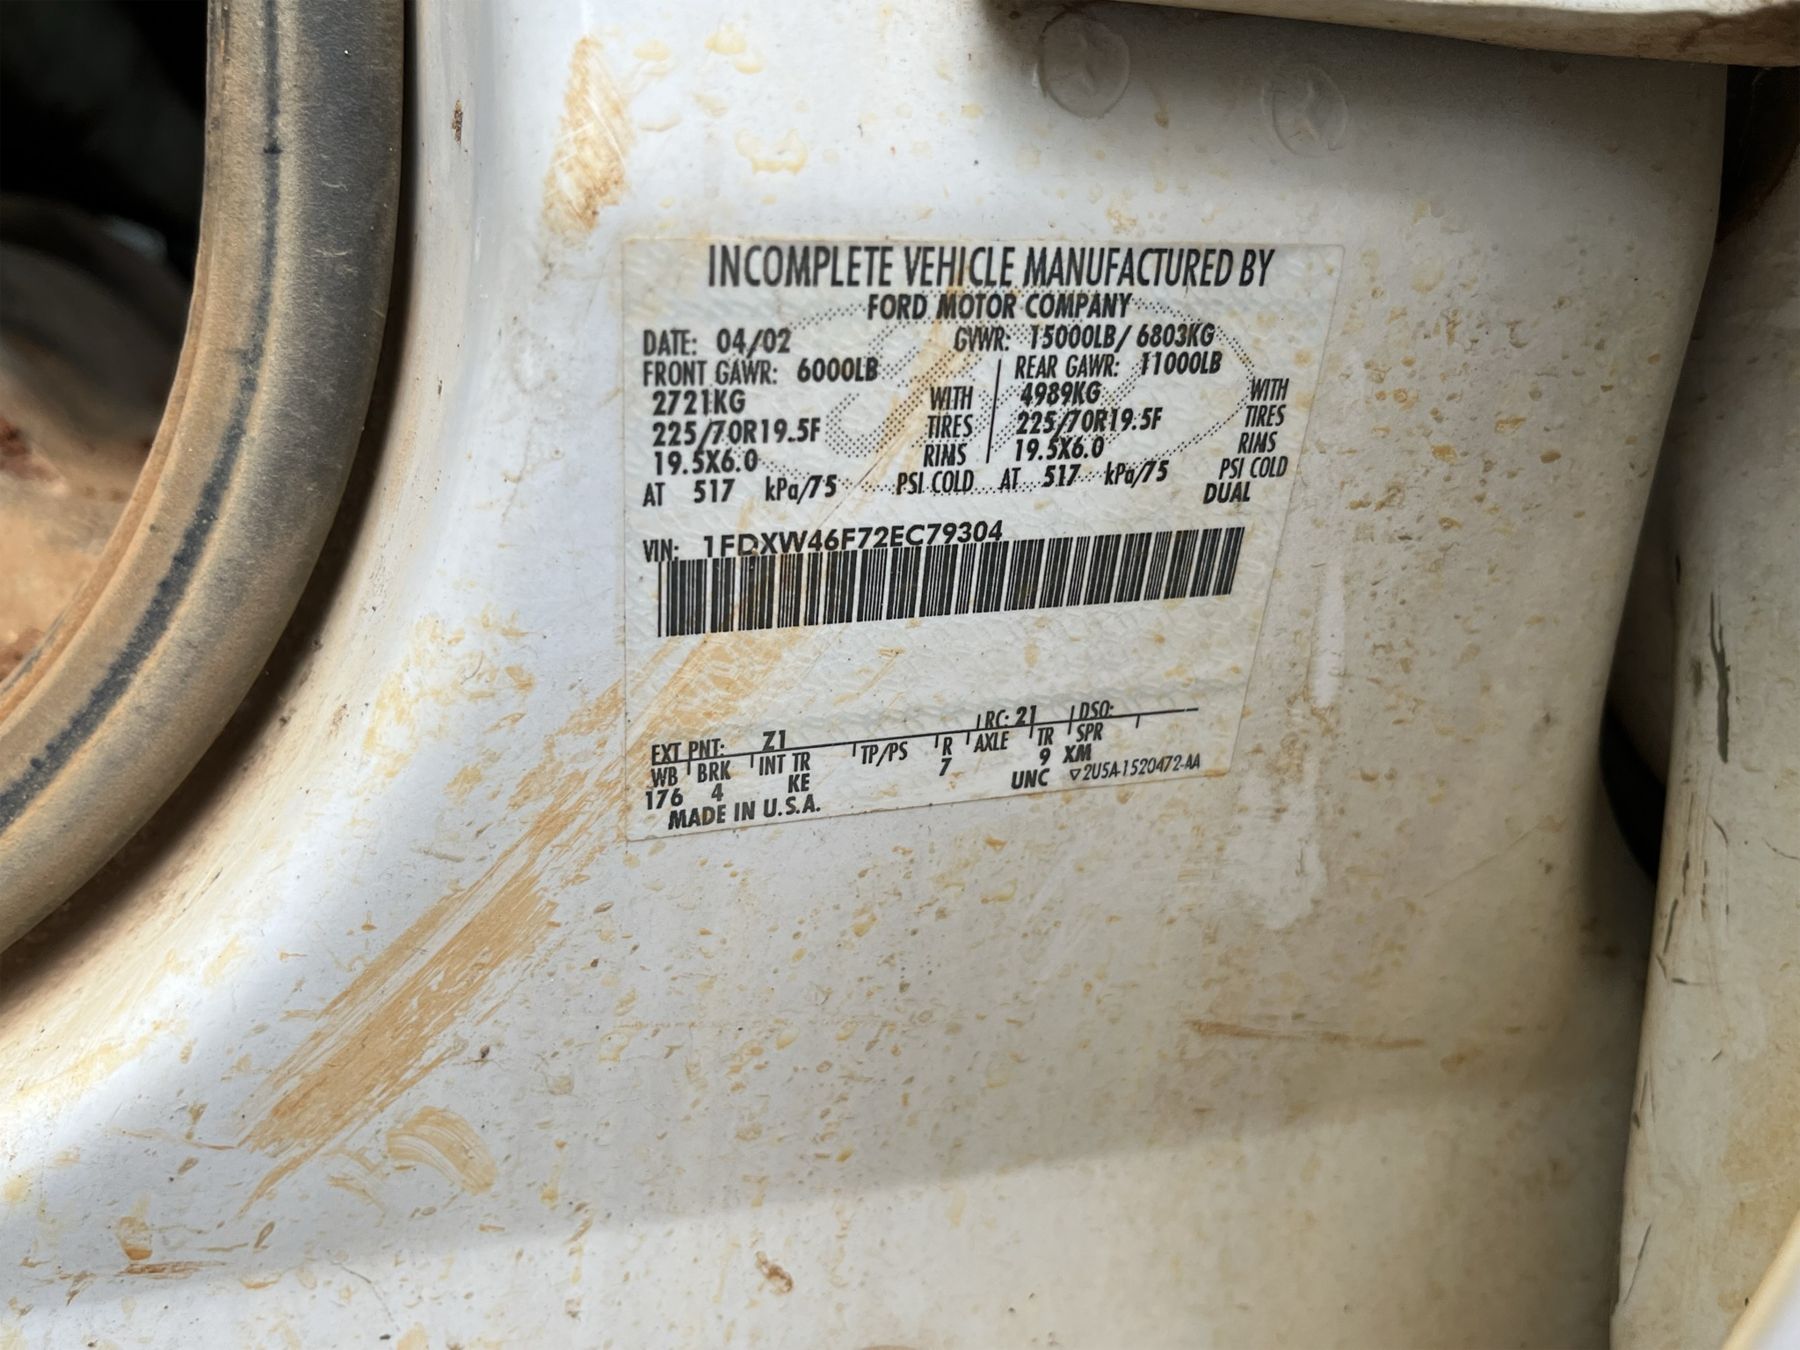 INCOMPLETE VEHICLE MANUFACTURED BY
FORD MOTOR COMPANY
DATE: 04/02 GVWR: 15000LB/ 6803KG
FRONT GAWR: 6000LB REAR GAWR: 11000LB
2721KG WITH 4989KG WITH
225/70R19.5F TIRES 225/70R19.5F TIRES
19.5X6.0 RIMS 19.5X6.0 RIMS
AT 517 kPa/75 PSI COLD AT 517 kPa/75 PSI COLD
DUAL
VIN: 1FDXW46F72EC79304
EXT PNT: Z1 RC: 21 DSO:
WB BRK INT TR TP/PS R AXLE TR SPR
176 4 KE 7 9 XM
MADE IN U.S.A. UNC ▽2U5A-1520472-AA